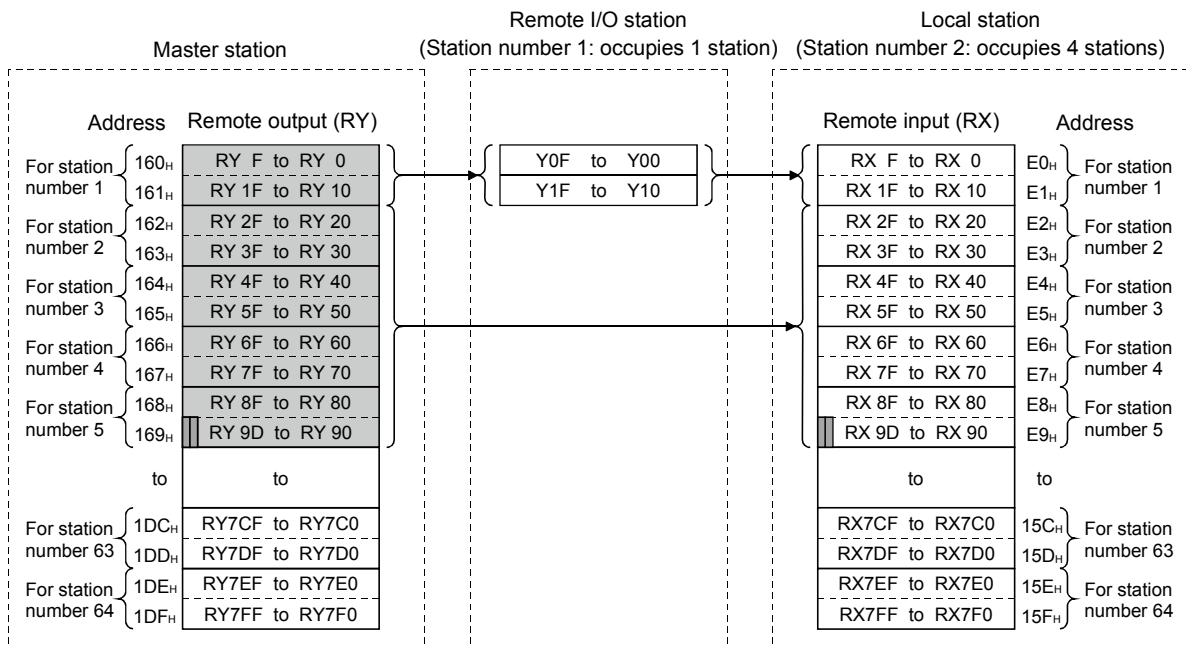 Master station
Remote I/O station
(Station number 1: occupies 1 station)
Local station
(Station number 2: occupies 4 stations)
Address Remote output (RY)
For station number 1
160H RY F to RY 0
161H RY 1F to RY 10
For station number 2
162H RY 2F to RY 20
163H RY 3F to RY 30
For station number 3
164H RY 4F to RY 40
165H RY 5F to RY 50
For station number 4
166H RY 6F to RY 60
167H RY 7F to RY 70
For station number 5
168H RY 8F to RY 80
169H RY 9D to RY 90
to to
For station number 63
1DCH RY7CF to RY7C0
1DDH RY7DF to RY7D0
For station number 64
1DEH RY7EF to RY7E0
1DFH RY7FF to RY7F0
Y0F to Y00
Y1F to Y10
Remote input (RX) Address
RX F to RX 0 E0H
RX 1F to RX 10 E1H
For station number 1
RX 2F to RX 20 E2H
RX 3F to RX 30 E3H
For station number 2
RX 4F to RX 40 E4H
RX 5F to RX 50 E5H
For station number 3
RX 6F to RX 60 E6H
RX 7F to RX 70 E7H
For station number 4
RX 8F to RX 80 E8H
RX 9D to RX 90 E9H
For station number 5
to to
RX7CF to RX7C0 15CH
RX7DF to RX7D0 15DH
For station number 63
RX7EF to RX7E0 15EH
RX7FF to RX7F0 15FH
For station number 64